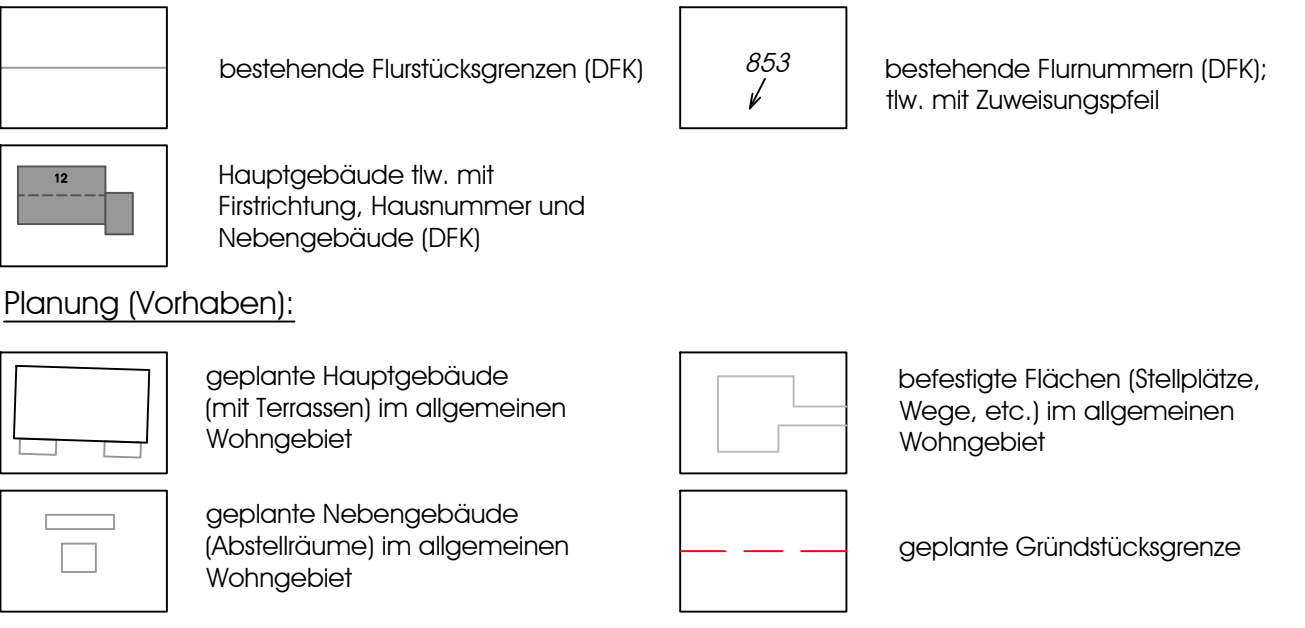 bestehende Flurstücksgrenzen (DFK)
853
bestehende Flurnummern (DFK);
tlw. mit Zuweisungspfeil
12
Hauptgebäude tlw. mit
Firstrichtung, Hausnummer und
Nebengebäude (DFK)
Planung (Vorhaben):
geplante Hauptgebäude
(mit Terrassen) im allgemeinen
Wohngebiet
befestigte Flächen (Stellplätze,
Wege, etc.) im allgemeinen
Wohngebiet
geplante Nebengebäude
(Abstellräume) im allgemeinen
Wohngebiet
geplante Gründstücksgrenze